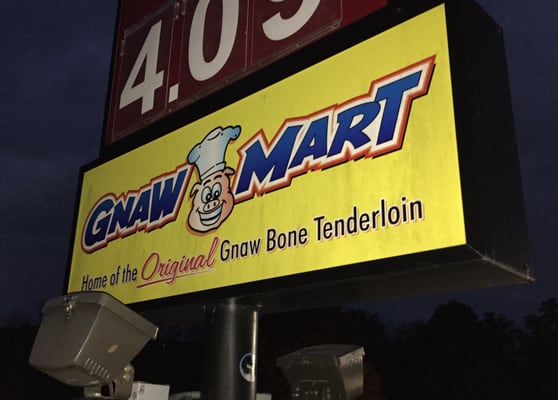 4.09
GNAW MART
Home of the Original Gnaw Bone Tenderloin